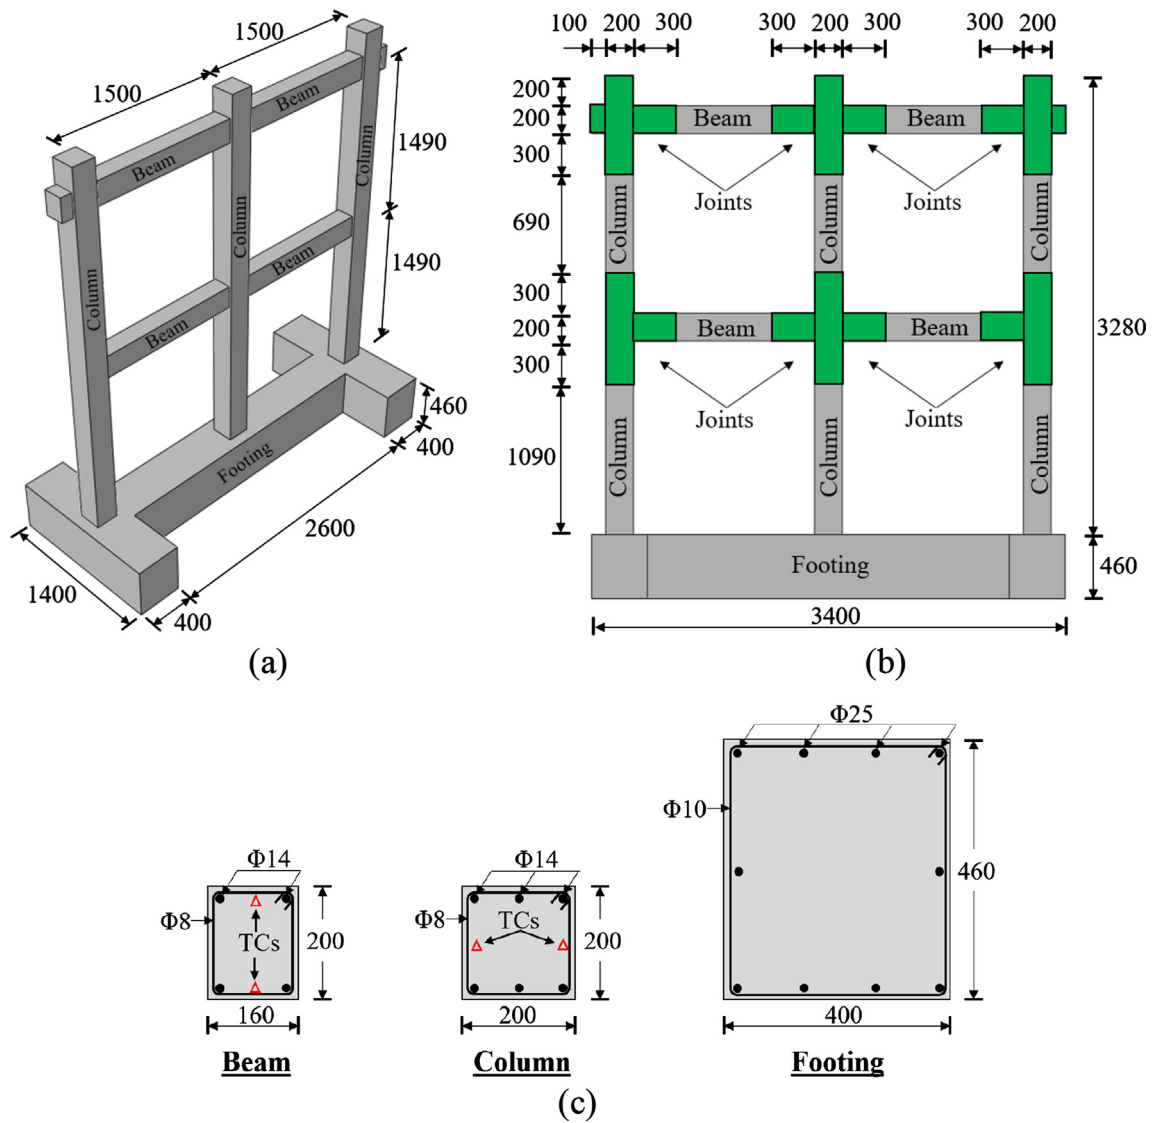 1500
1500
Beam
1490
Beam
Column
Column
1490
Beam
Column
Beam
460
400
Footing
2600
1400
400
(a)
100 200 300 300 200 300 300 200
200
200
Beam
Beam
300
Joints
Joints
690
Column
Column
Column
300
200
Beam
Beam
3280
300
Joints
Joints
1090
Column
Column
Column
Footing
460
3400
(b)
Φ14
Φ8
TCs
200
160
Beam
Φ14
Φ8
TCs
200
200
Column
Φ25
Φ10
460
400
Footing
(c)